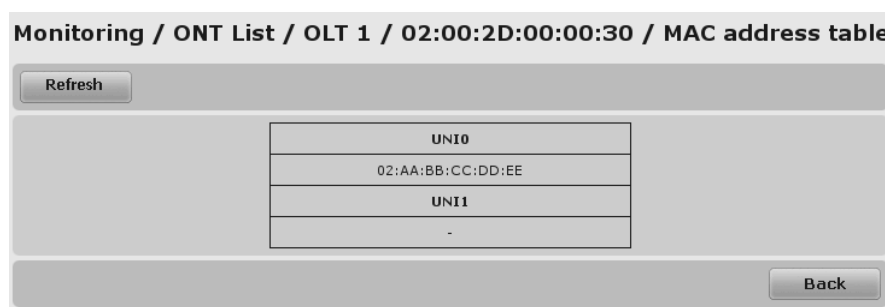 Monitoring / ONT List / OLT 1 / 02:00:2D:00:00:30 / MAC address table
Refresh
UNI0
02:AA:BB:CC:DD:EE
UNI1
-
Back